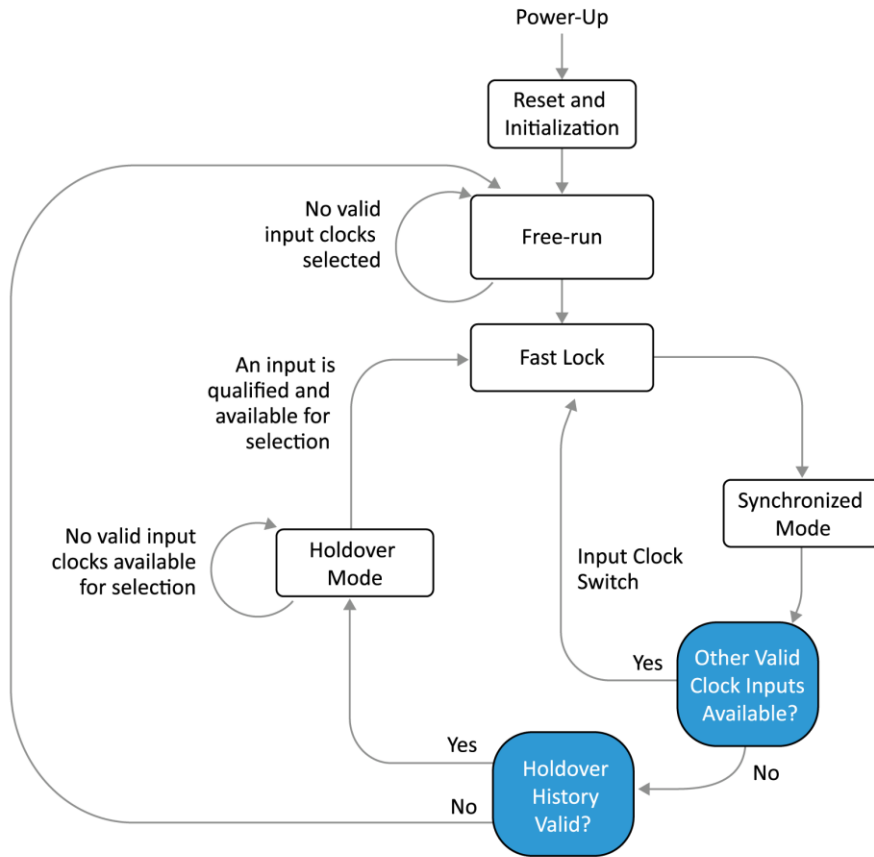 Power-Up
Reset and
Initialization
No valid
input clocks
selected
Free-run
An input is
qualified and
available for
selection
Fast Lock
Synchronized
Mode
No valid input
clocks available
for selection
Holdover
Mode
Input Clock
Switch
Yes
Other Valid
Clock Inputs
Available?
No
Yes
Holdover
History
Valid?
No